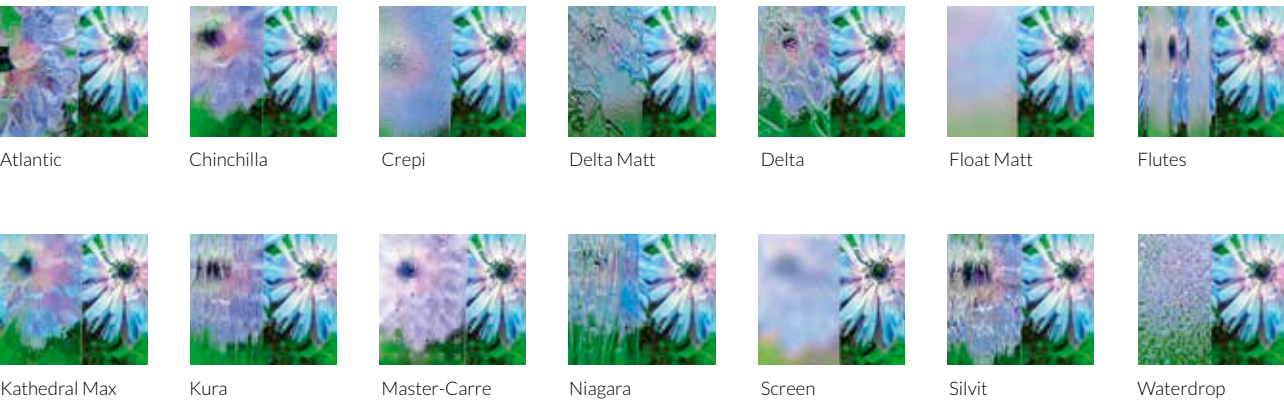 Atlantic
Chinchilla
Crepi
Delta Matt
Delta
Float Matt
Flutes
Kathedral Max
Kura
Master-Carre
Niagara
Screen
Silvit
Waterdrop